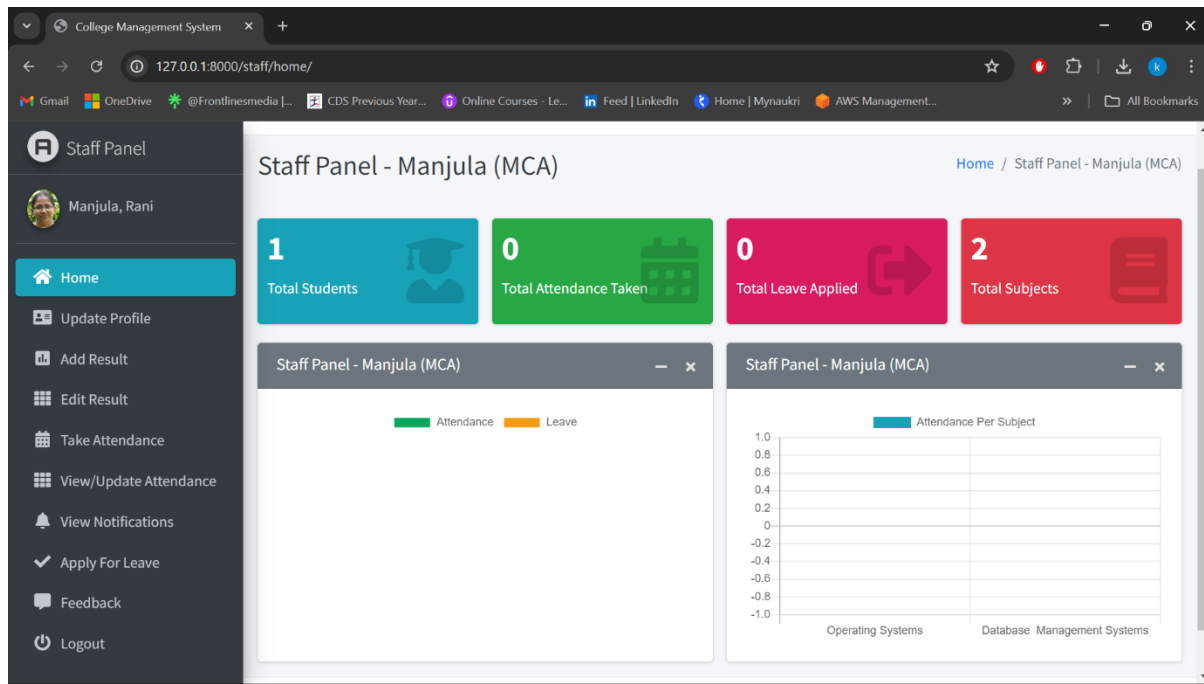 College Management System
127.0.0.1:8000/staff/home/
k
Gmail OneDrive @Frontlinesmedia |... CDS Previous Year... Online Courses - Le... Feed | LinkedIn Home | Mynaukri AWS Management... » All Bookmarks
Staff Panel
Manjula, Rani
Home
Update Profile
Add Result
Edit Result
Take Attendance
View/Update Attendance
View Notifications
Apply For Leave
Feedback
Logout
Staff Panel - Manjula (MCA)
Home / Staff Panel - Manjula (MCA)
1
Total Students
0
Total Attendance Taken
0
Total Leave Applied
2
Total Subjects
Staff Panel - Manjula (MCA)
Attendance Leave
Staff Panel - Manjula (MCA)
Attendance Per Subject
1.0
0.8
0.6
0.4
0.2
0
-0.2
-0.4
-0.6
-0.8
-1.0
Operating Systems Database Management Systems